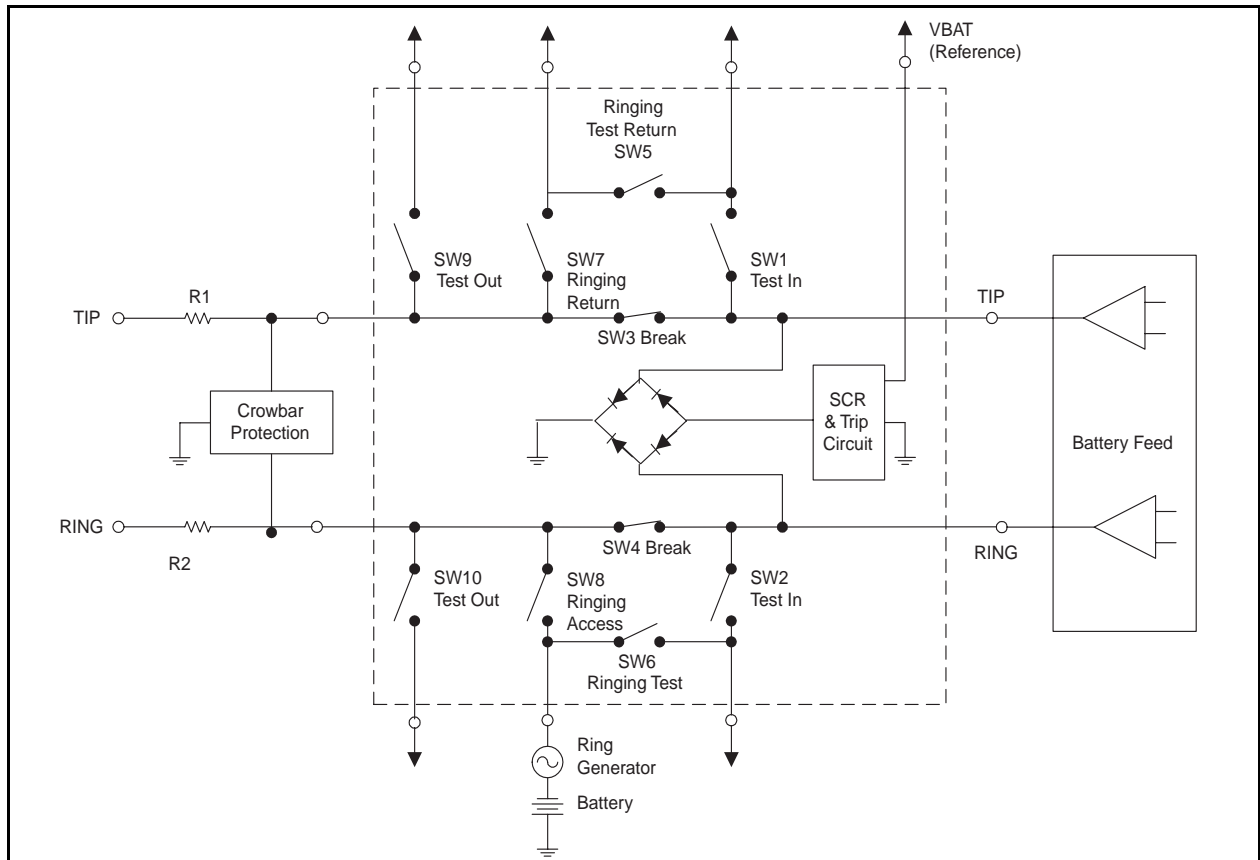 VBAT
(Reference)
Ringing
Test Return
SW5
SW9
Test Out
SW7
Ringing
Return
SW1
Test In
R1
TIP
SW3 Break
TIP
Crowbar
Protection
SCR
& Trip
Circuit
Battery Feed
RING
R2
SW4 Break
RING
SW10
Test Out
SW8
Ringing
Access
SW2
Test In
SW6
Ringing Test
Ring
Generator
Battery